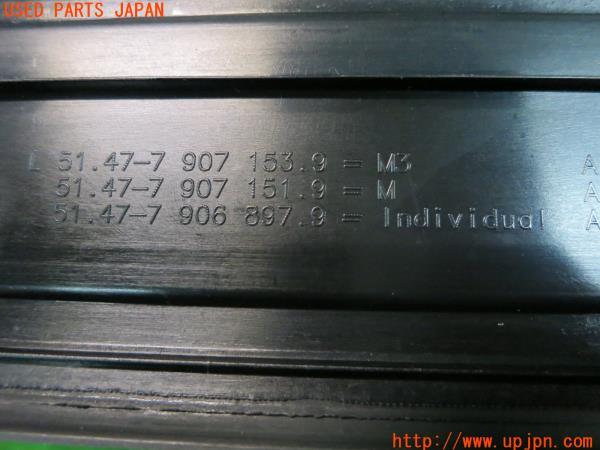 USED PARTS JAPAN
L 51.47-7 907 153.9 = M3 A
51.47-7 907 151.9 = M A
51.47-7 906 897.9 = Individual A
http://www.upjpn.com/